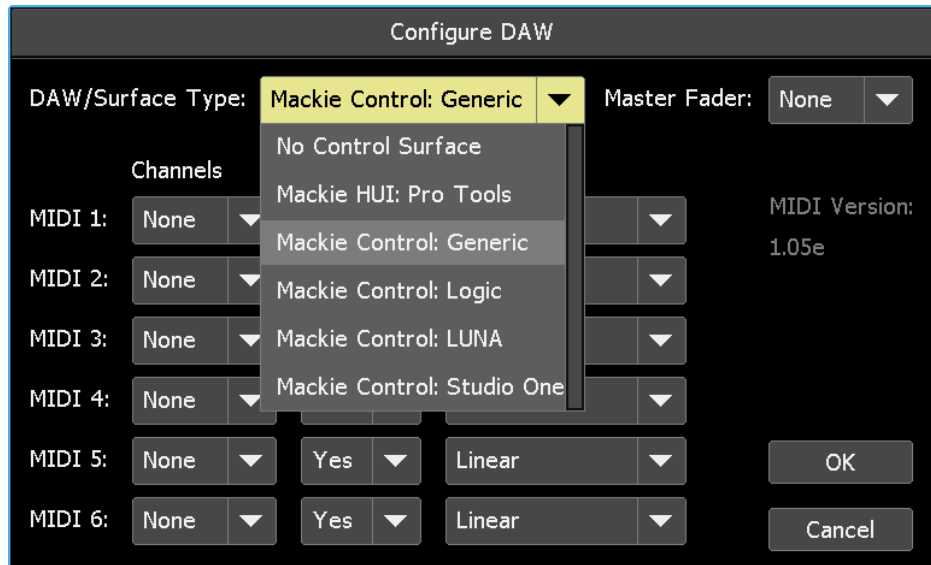 Configure DAW
DAW/Surface Type: Mackie Control: Generic Master Fader: None
No Control Surface
Channels
Mackie HUI: Pro Tools
MIDI 1: None MIDI Version:
Mackie Control: Generic
1.05e
MIDI 2: None
Mackie Control: Logic
MIDI 3: None
Mackie Control: LUNA
MIDI 4: None
Mackie Control: Studio One
MIDI 5: None Yes Linear OK
MIDI 6: None Yes Linear Cancel